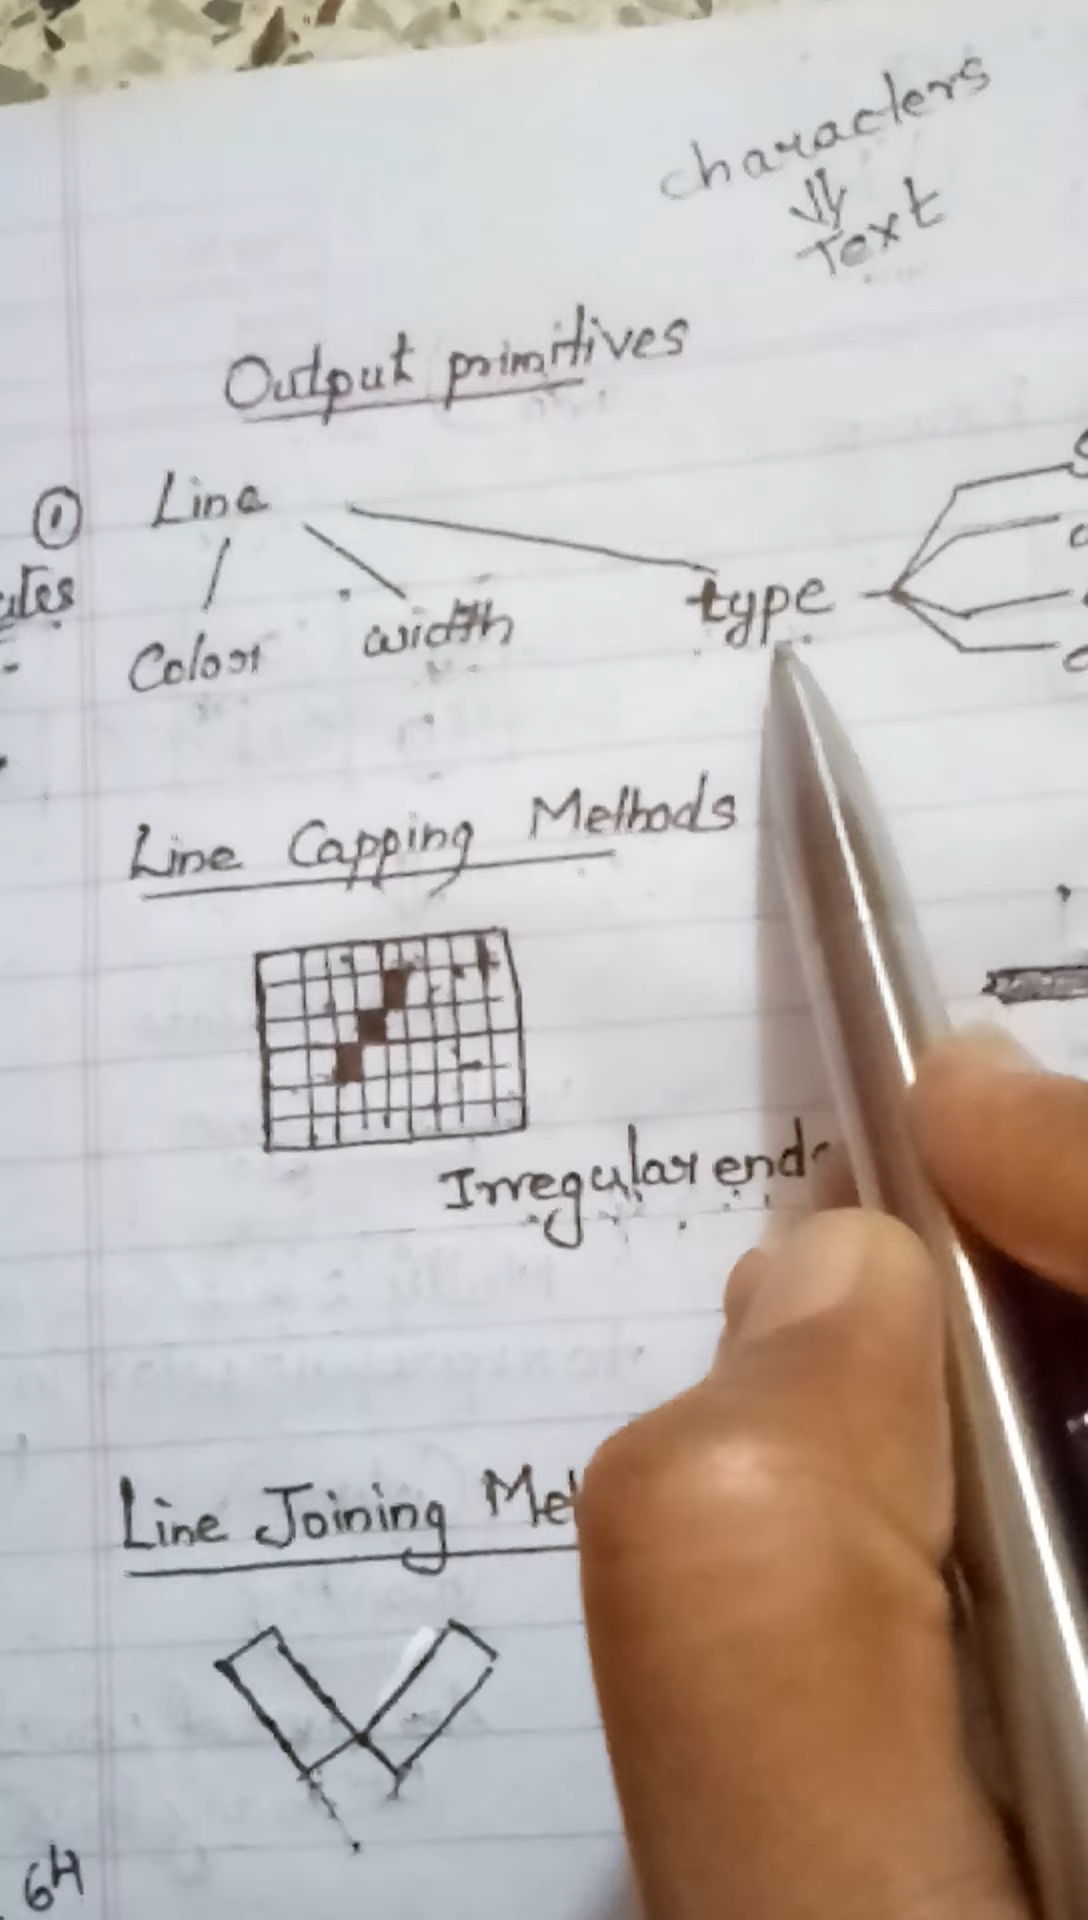 characters
⇓
Text
Output primitives
① Line
Color width type
Line Capping Methods
Irregular end
Line Joining
64